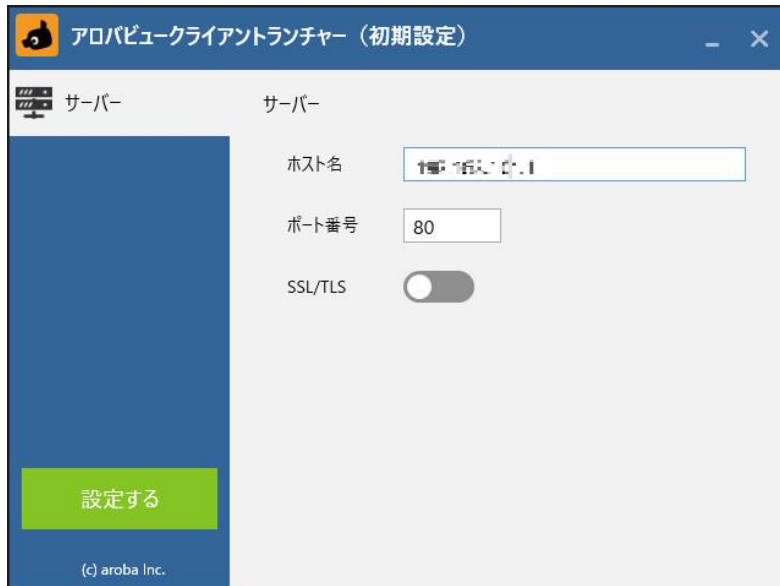 アロバビュークライアントランチャー（初期設定）
サーバー
サーバー
ホスト名
ポート番号 80
SSL/TLS
設定する
(c) aroba Inc.